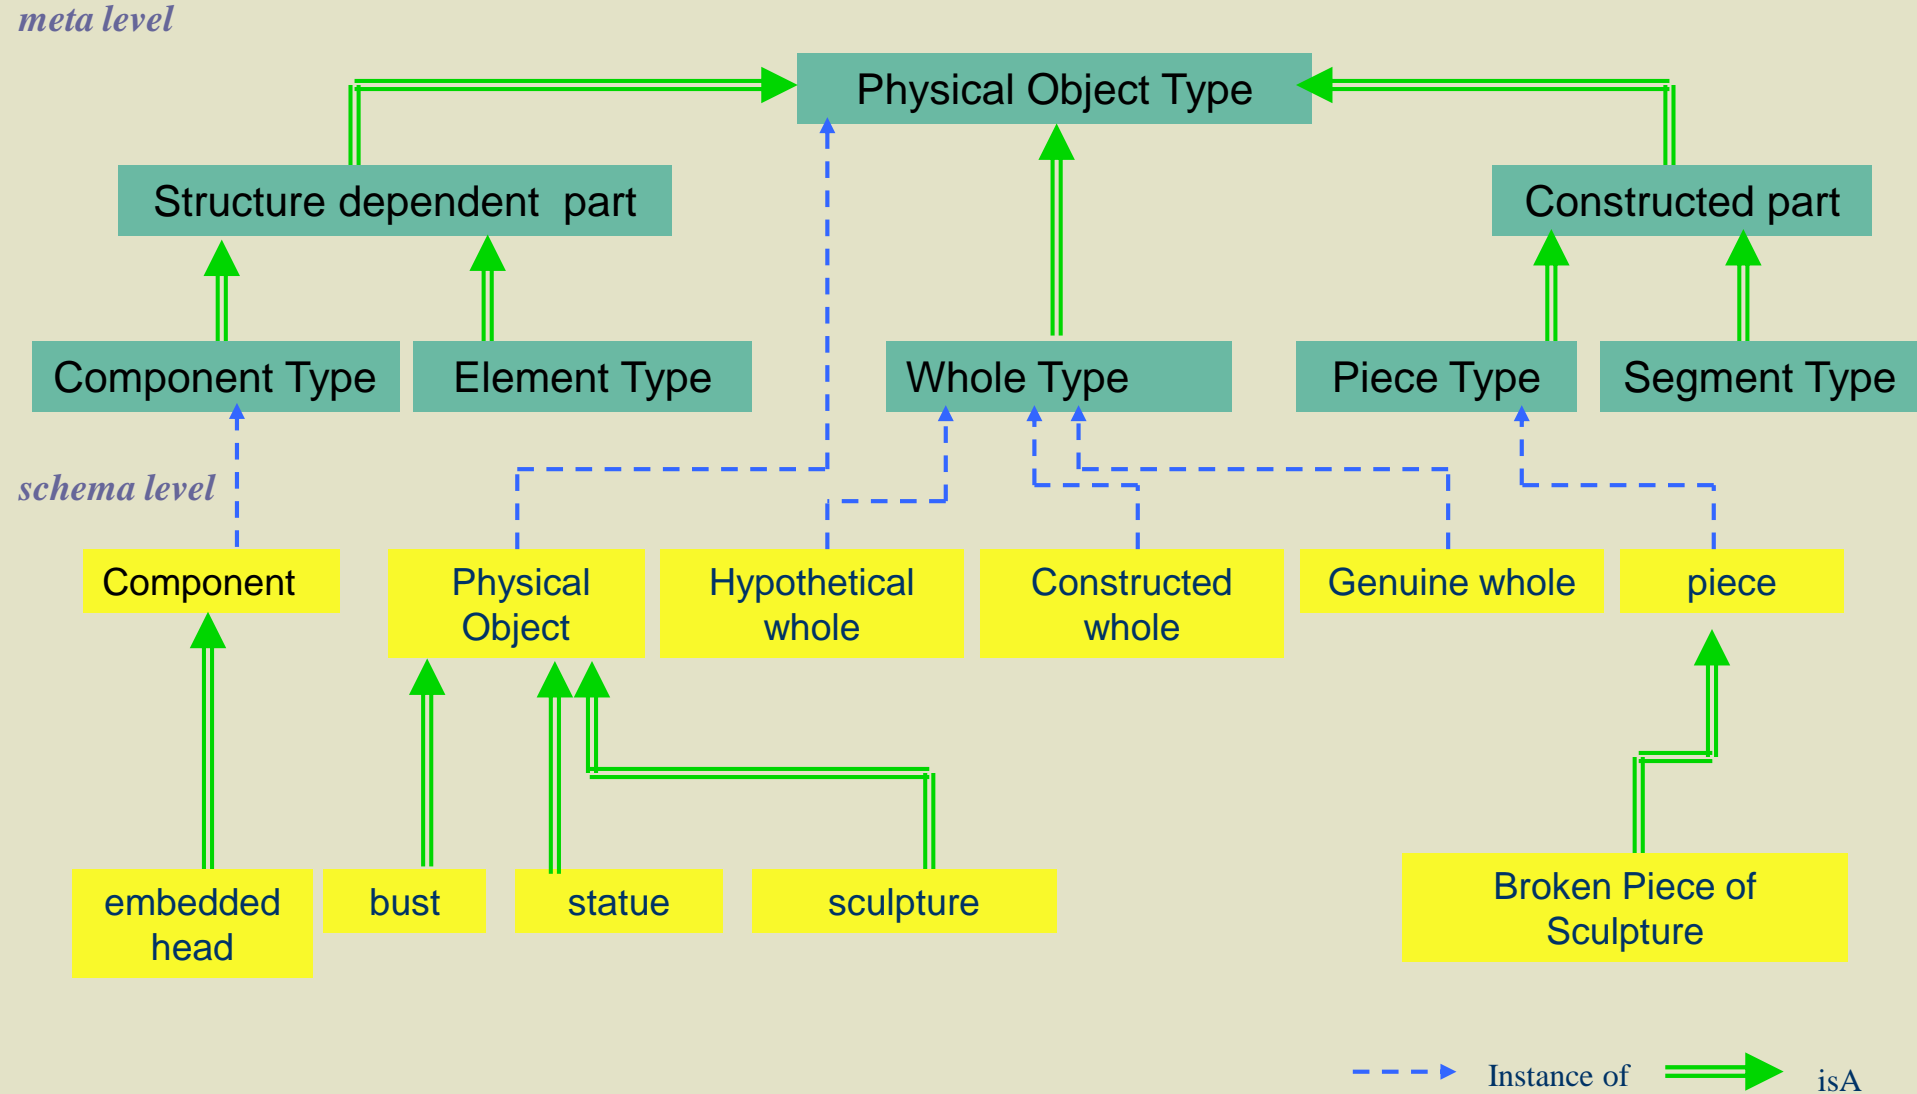 meta level
Physical Object Type
Structure dependent  part
Constructed part
Component Type
Element Type
Whole Type
Piece Type
Segment Type
schema level
Component
Physical
Object
Hypothetical
whole
Constructed
whole
Genuine whole
piece
embedded
head
bust
statue
sculpture
Broken Piece of
Sculpture
Instance of
isA